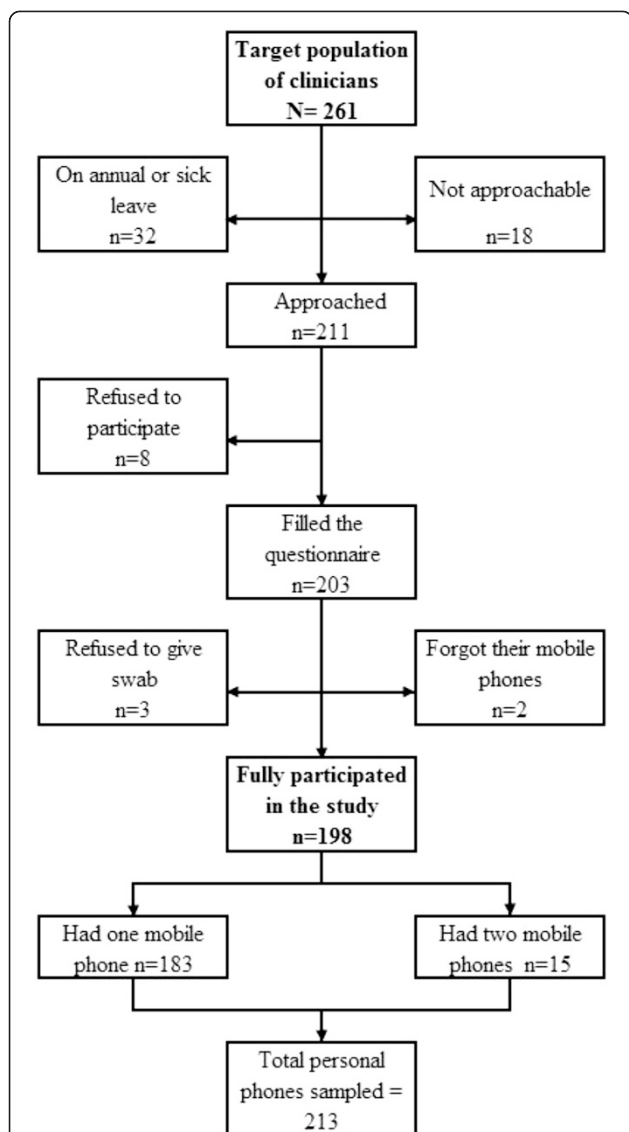 Target population
of clinicians
N= 261
On annual or sick
leave
n=32
Not approachable
n=18
Approached
n=211
Refused to
participate
n=8
Filled the
questionnaire
n=203
Refused to give
swab
n=3
Forgot their mobile
phones
n=2
Fully participated
in the study
n=198
Had one mobile
phone n=183
Had two mobile
phones n=15
Total personal
phones sampled =
213